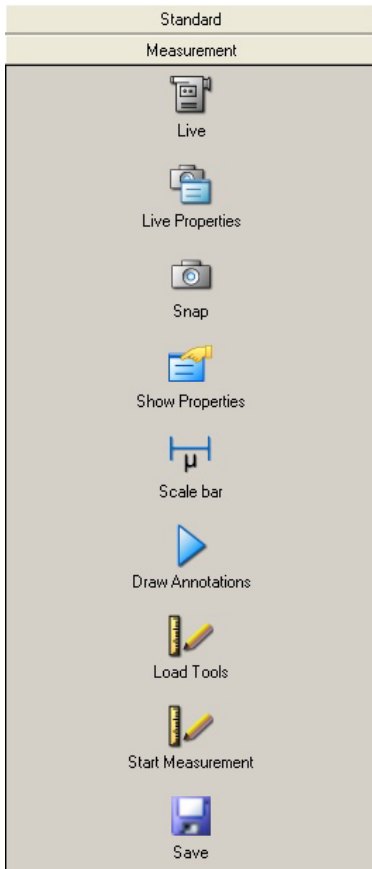 Standard
Measurement
Live
Live Properties
Snap
Show Properties
μ
Scale bar
Draw Annotations
Load Tools
Start Measurement
Save